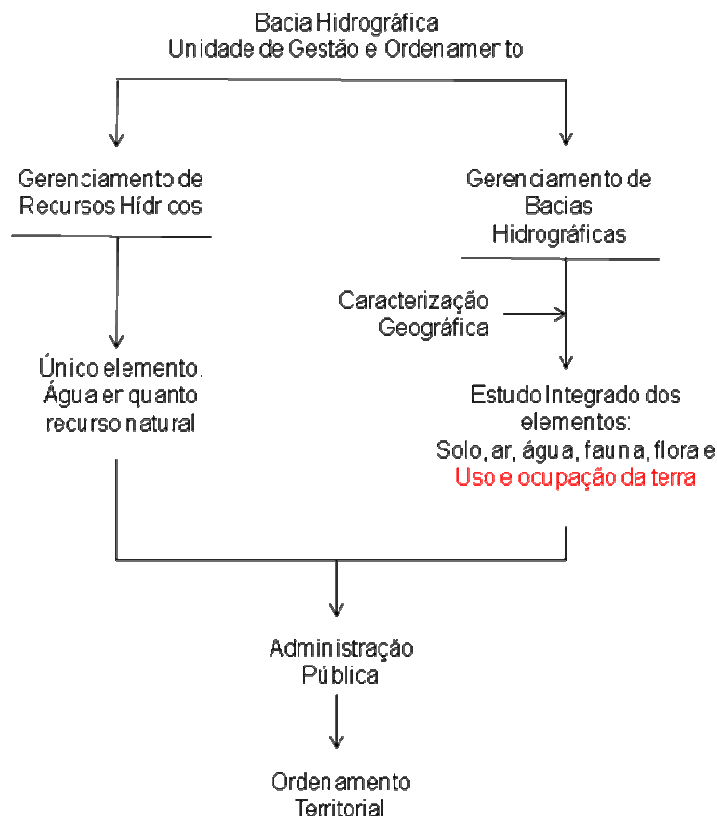 Bacia Hidrográfica
Unidade de Gestão e Ordenamento
Gerenciamento de
Recursos Hídricos
Gerenciamento de
Bacias
Hidrográficas
Caracterização
Geográfica
Único elemento.
Água enquanto
recurso natural
Estudo Integrado dos
elementos:
Solo, ar, água, fauna, flora e
Uso e ocupação da terra
Administração
Pública
Ordenamento
Territorial